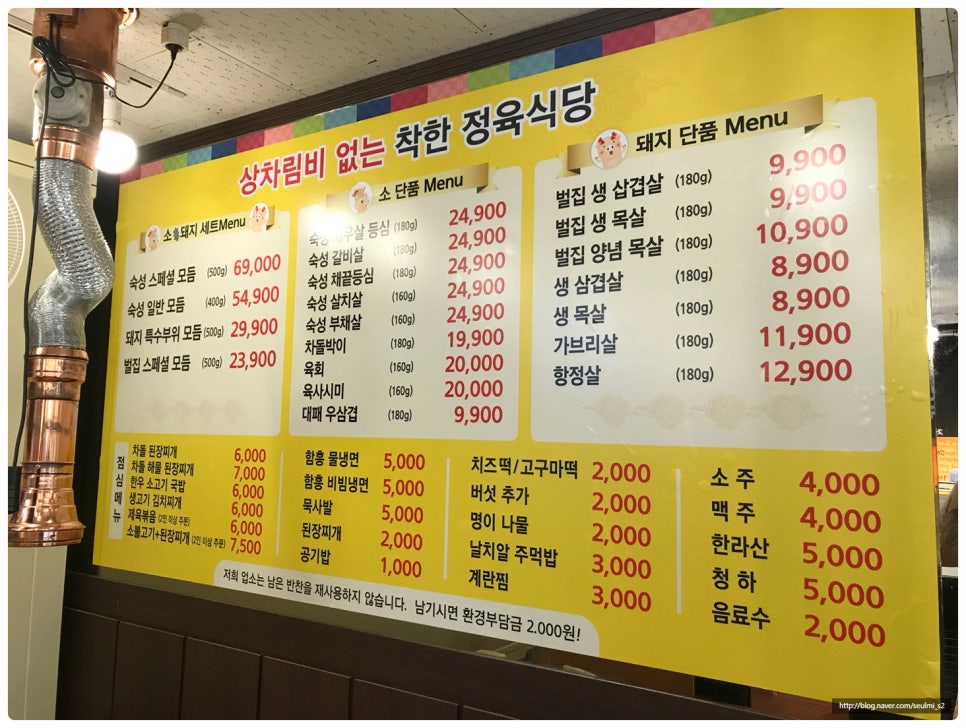 상차림비 없는 착한 정육식당
소&돼지 세트Menu
숙성 스페셜 모듬 (500g) 69,000
숙성 일반 모듬 (400g) 54,900
돼지 특수부위 모듬 (500g) 29,900
벌집 스페셜 모듬 (500g) 23,900
소 단품 Menu
숙성 새우살 등심 (180g) 24,900
숙성 갈비살 (180g) 24,900
숙성 채끝등심 (180g) 24,900
숙성 살치살 (160g) 24,900
숙성 부채살 (160g) 24,900
차돌박이 (180g) 19,900
육회 (160g) 20,000
육사시미 (160g) 20,000
대패 우삼겹 (180g) 9,900
돼지 단품 Menu
벌집 생 삼겹살 (180g) 9,900
벌집 생 목살 (180g) 9,900
벌집 양념 목살 (180g) 10,900
생 삼겹살 (180g) 8,900
생 목살 (180g) 8,900
가브리살 (180g) 11,900
항정살 (180g) 12,900
점심메뉴
차돌 된장찌개 6,000
차돌 해물 된장찌개 7,000
한우 소고기 국밥 6,000
생고기 김치찌개 6,000
제육볶음 (2인 이상 주문) 6,000
소불고기+된장찌개 (2인 이상 주문) 7,500
함흥 물냉면 5,000
함흥 비빔냉면 5,000
묵사발 5,000
된장찌개 2,000
공기밥 1,000
치즈떡/고구마떡 2,000
버섯 추가 2,000
명이 나물 2,000
날치알 주먹밥 3,000
계란찜 3,000
소 주 4,000
맥 주 4,000
한라산 5,000
청 하 5,000
음료수 2,000
저희 업소는 남은 반찬을 재사용하지 않습니다. 남기시면 환경부담금 2.000원!
http://blog.naver.com/seulmi_s2